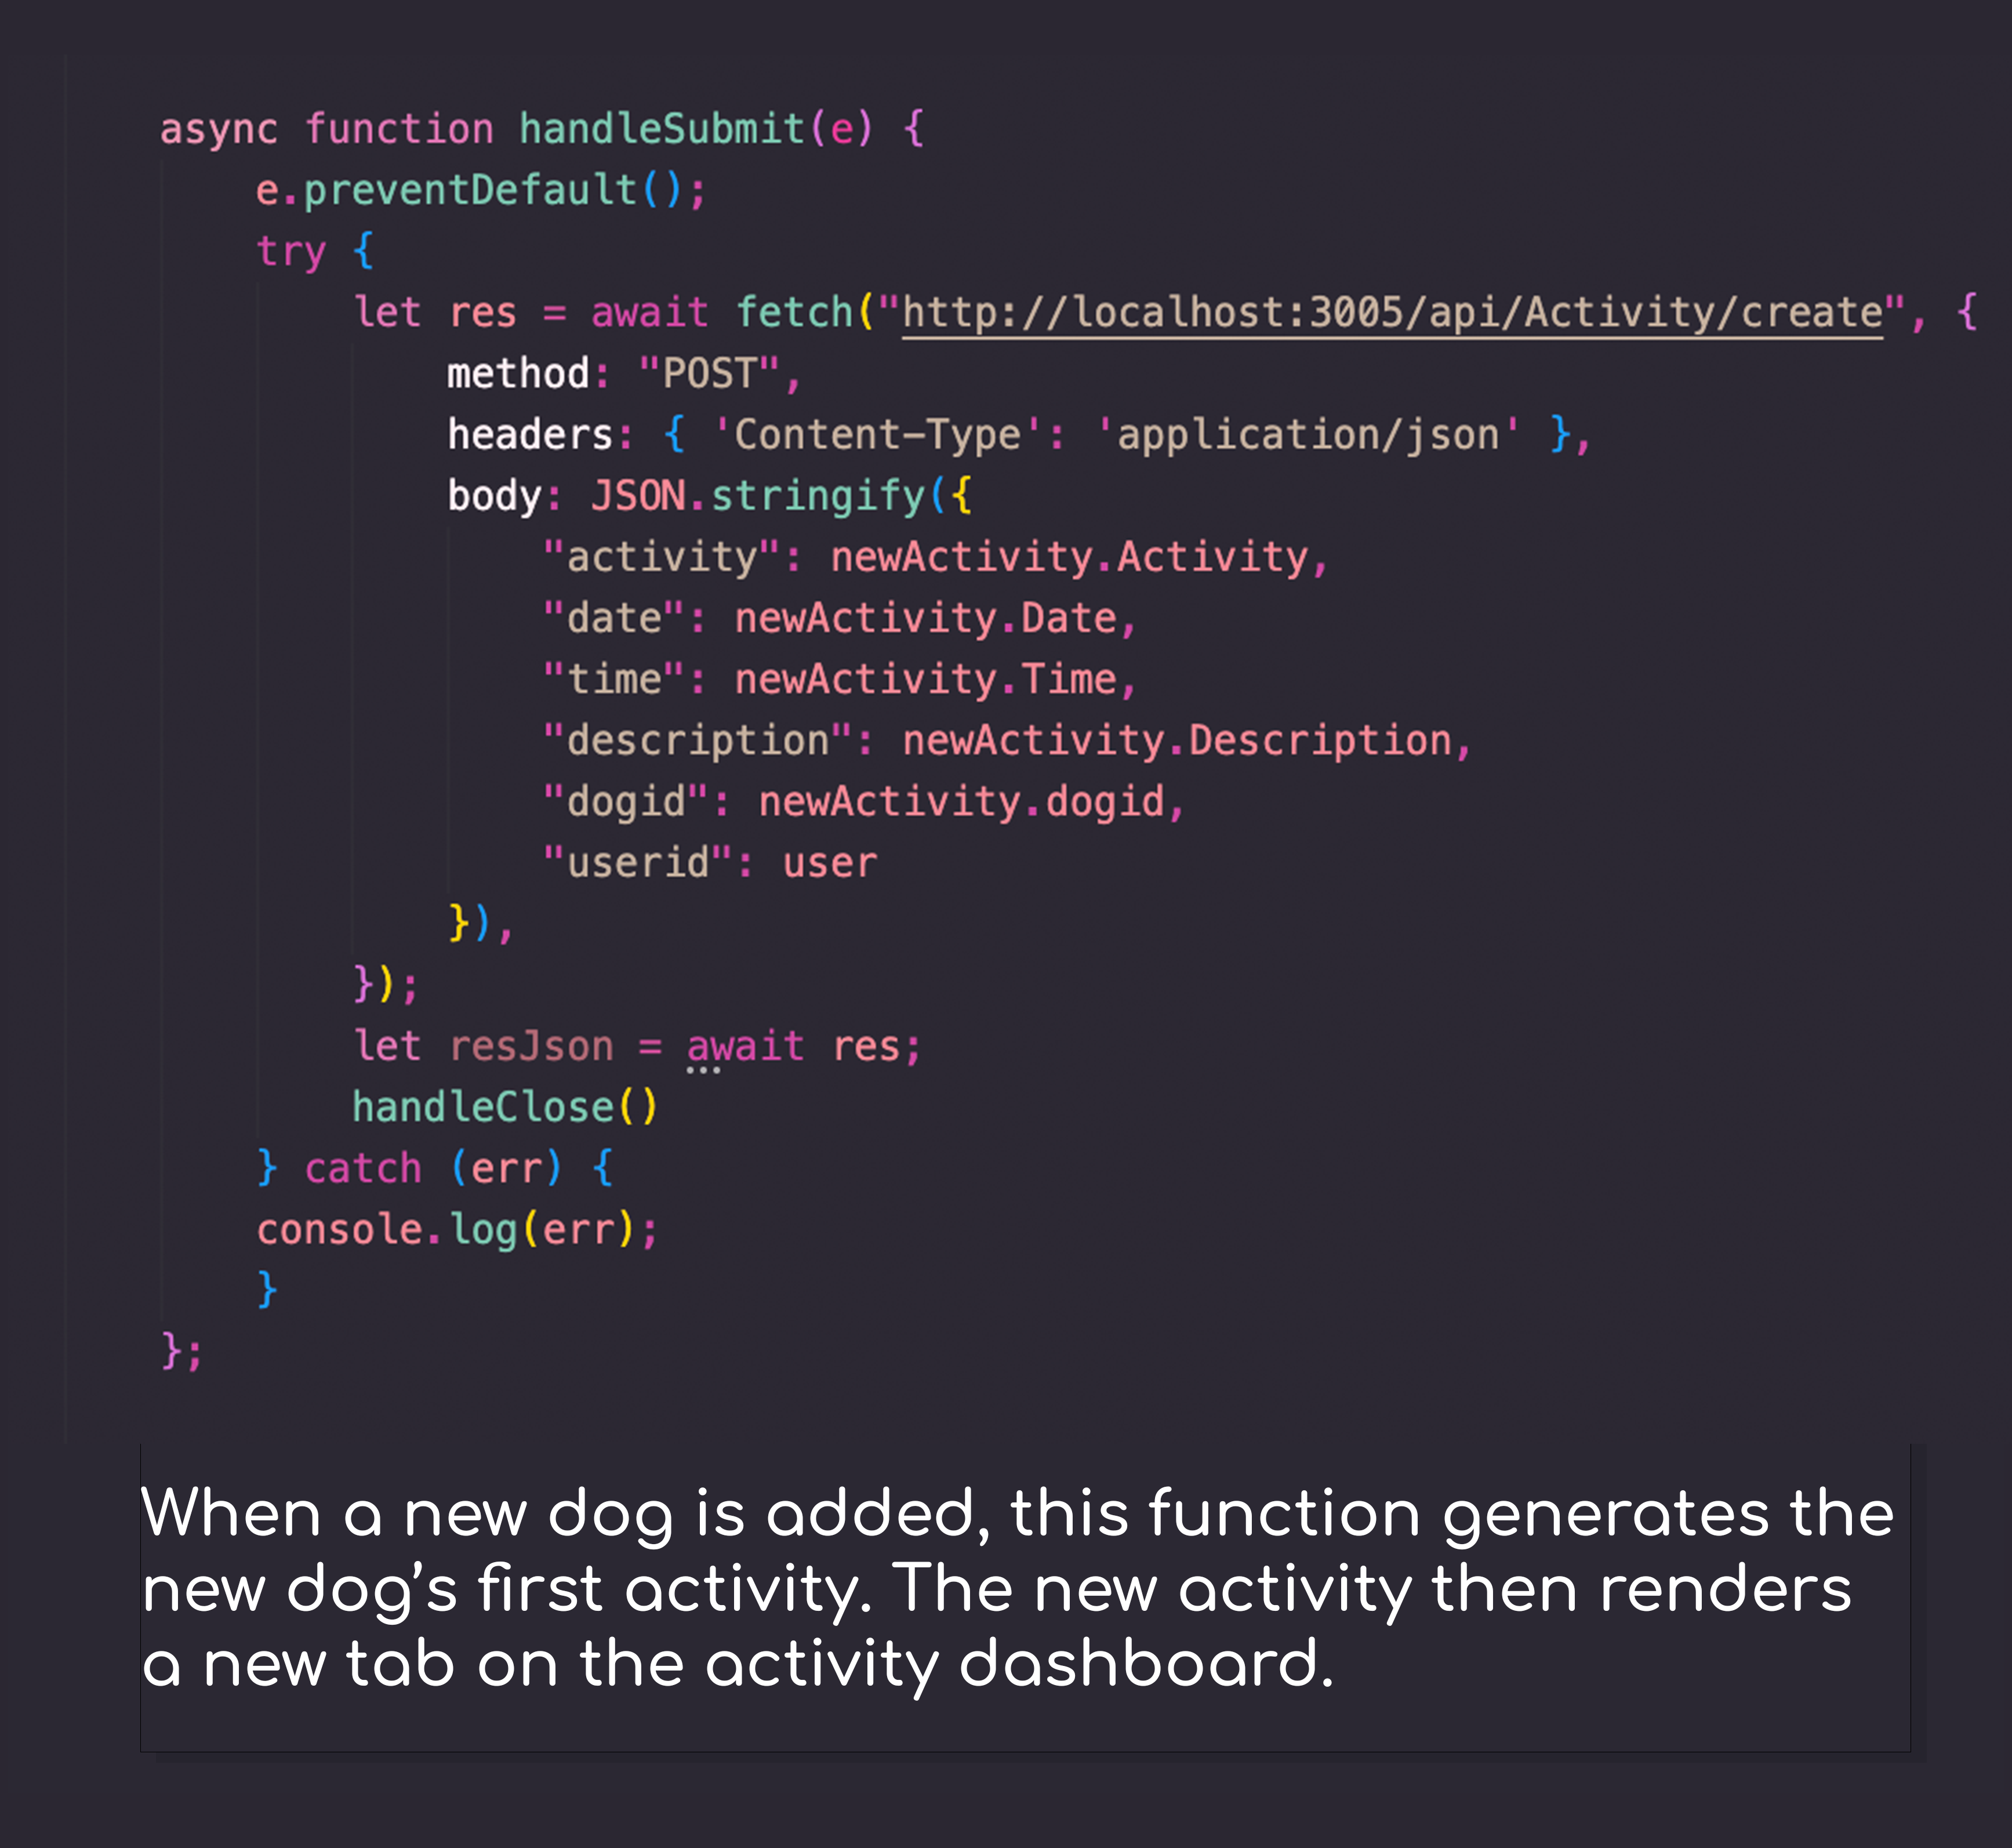 async function handleSubmit(e) {
e.preventDefault();
try {
let res = await fetch("http://localhost:3005/api/Activity/create", {
method: "POST",
headers: { 'Content-Type': 'application/json' },
body: JSON.stringify({
"activity": newActivity.Activity,
"date": newActivity.Date,
"time": newActivity.Time,
"description": newActivity.Description,
"dogid": newActivity.dogid,
"userid": user
}),
});
let resJson = await res;
handleClose()
} catch (err) {
console.log(err);
}
};
When a new dog is added, this function generates the
new dog’s first activity. The new activity then renders
a new tab on the activity dashboard.